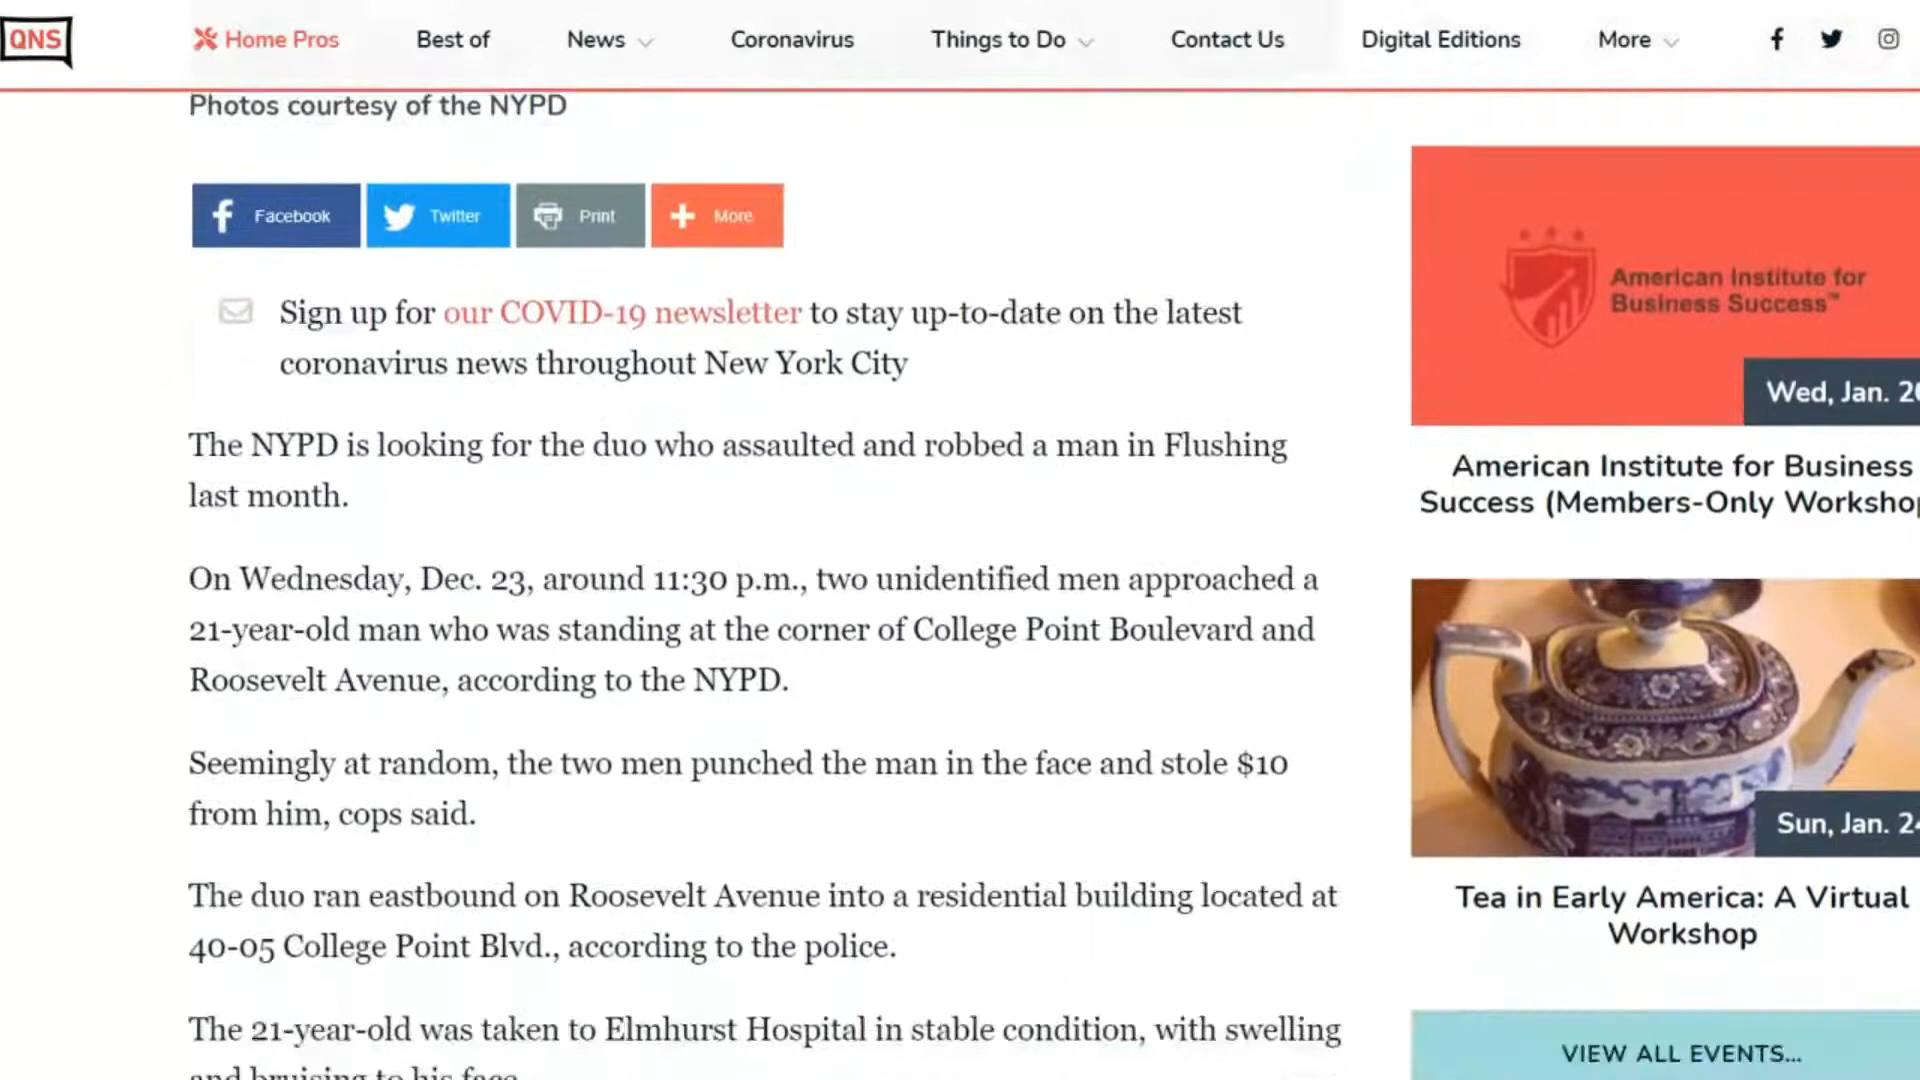 QNS
Home Pros
Best of
News
Coronavirus
Things to Do
Contact Us
Digital Editions
More
Photos courtesy of the NYPD
Facebook
Twitter
Print
More
Sign up for our COVID-19 newsletter to stay up-to-date on the latest
coronavirus news throughout New York City
The NYPD is looking for the duo who assaulted and robbed a man in Flushing
last month.
On Wednesday, Dec. 23, around 11:30 p.m., two unidentified men approached a
21-year-old man who was standing at the corner of College Point Boulevard and
Roosevelt Avenue, according to the NYPD.
Seemingly at random, the two men punched the man in the face and stole $10
from him, cops said.
The duo ran eastbound on Roosevelt Avenue into a residential building located at
40-05 College Point Blvd., according to the police.
The 21-year-old was taken to Elmhurst Hospital in stable condition, with swelling
and bruising to his face
American Institute for
Business Success™
Wed, Jan. 20
American Institute for Business
Success (Members-Only Workshop
Sun, Jan. 24
Tea in Early America: A Virtual
Workshop
VIEW ALL EVENTS...